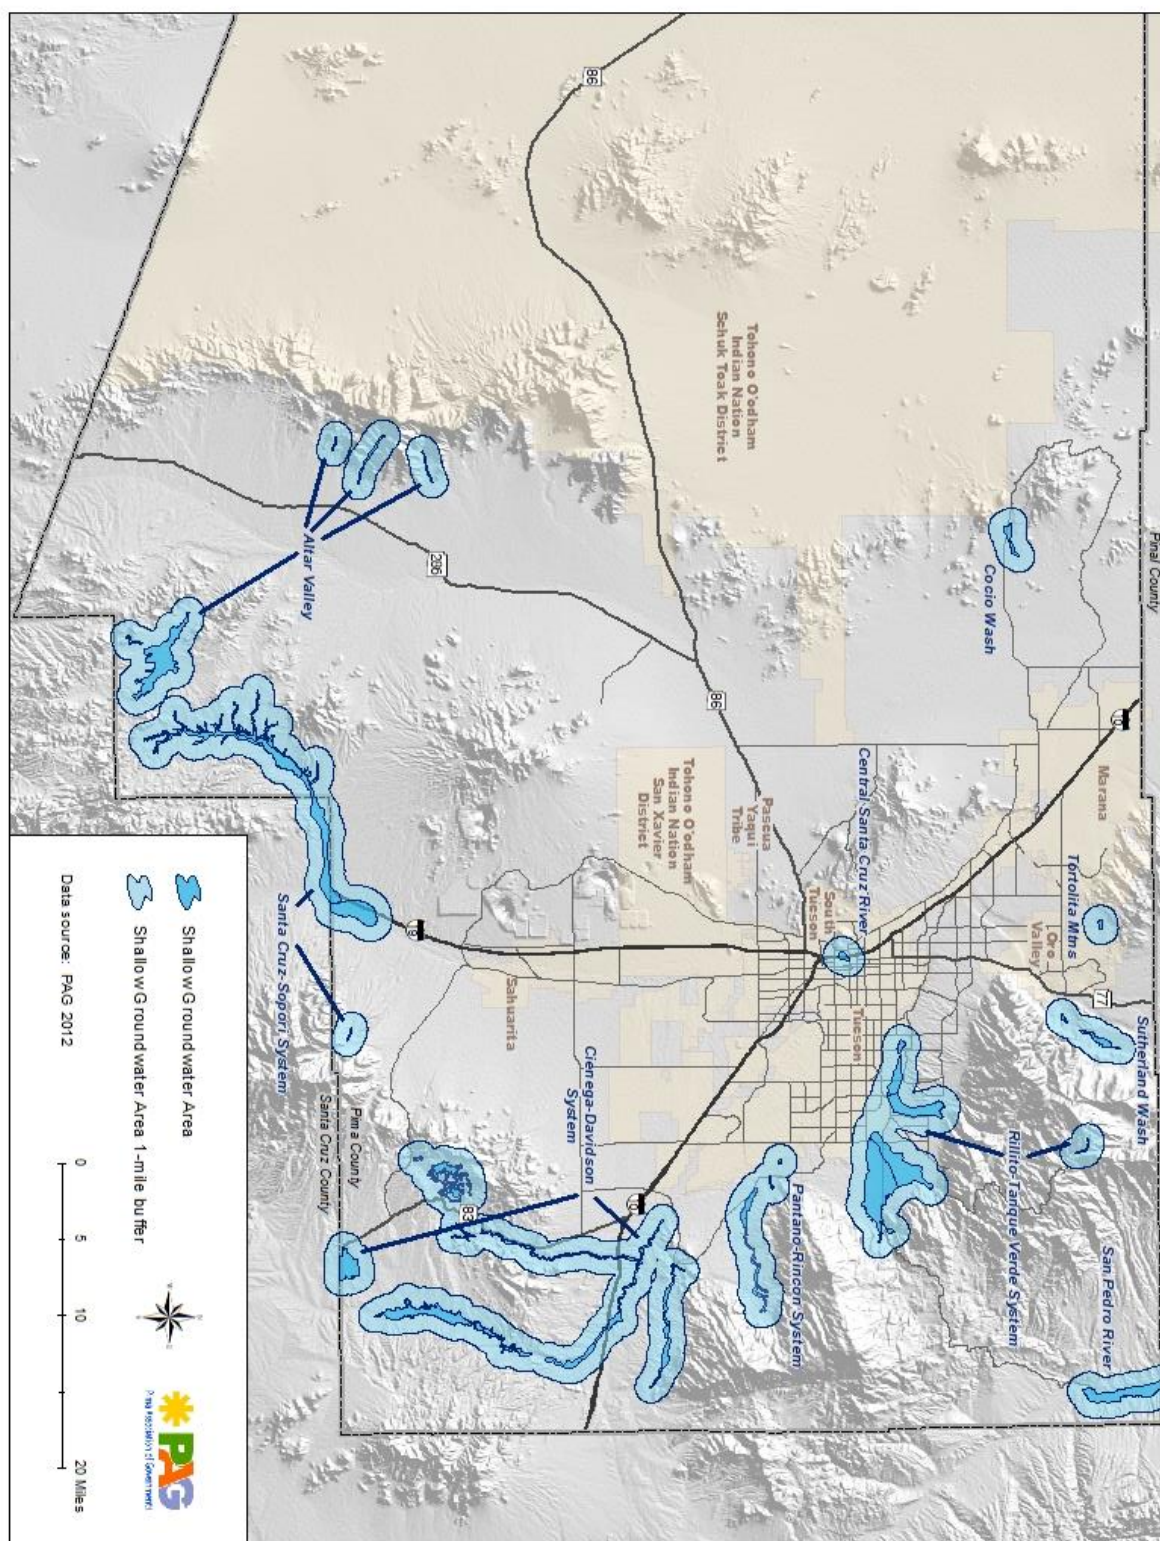 Pinal County
86
Tohono O'odham
Indian Nation
Schuk Toak District
Cocio Wash
Altar Valley
286
86
10
Marana
Tortolita Mtns
Oro
Valley
77
Sutherland Wash
Central Santa Cruz River
Pascua
Yaqui
Tribe
South
Tucson
Tucson
Tohono O'odham
Indian Nation
San Xavier
District
19
Sahuarita
Santa Cruz-Sopori System
Cienega-Davidson
System
Rillito-Tanque Verde System
Pantano-Rincon System
San Pedro River
10
83
Pima County
Santa Cruz County
Shallow Groundwater Area
Shallow Groundwater Area 1-mile buffer
Data source: PAG 2012
0 5 10 20 Miles
PAG
Pima Association of Governments